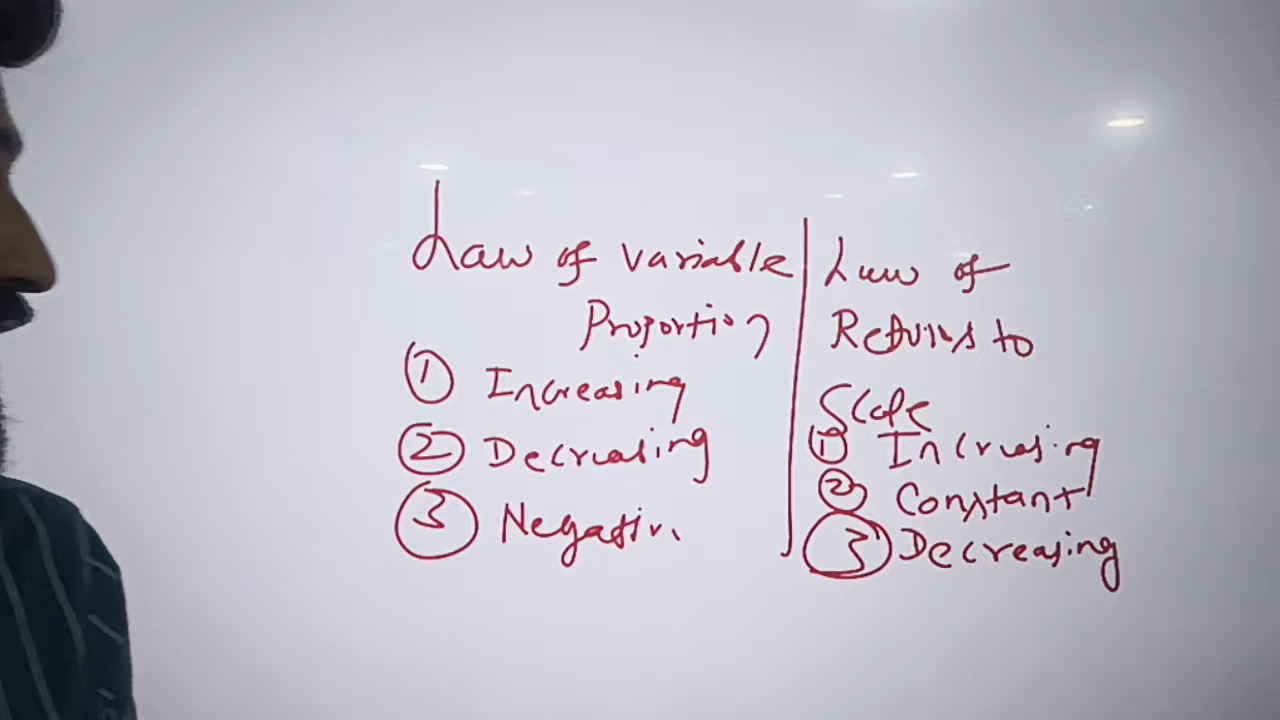 Law of variable
Proportion
① Increasing
② Decreasing
③ Negativ
Law of
Returns to
Scale
① Increasing
② Constant
③ Decreasing